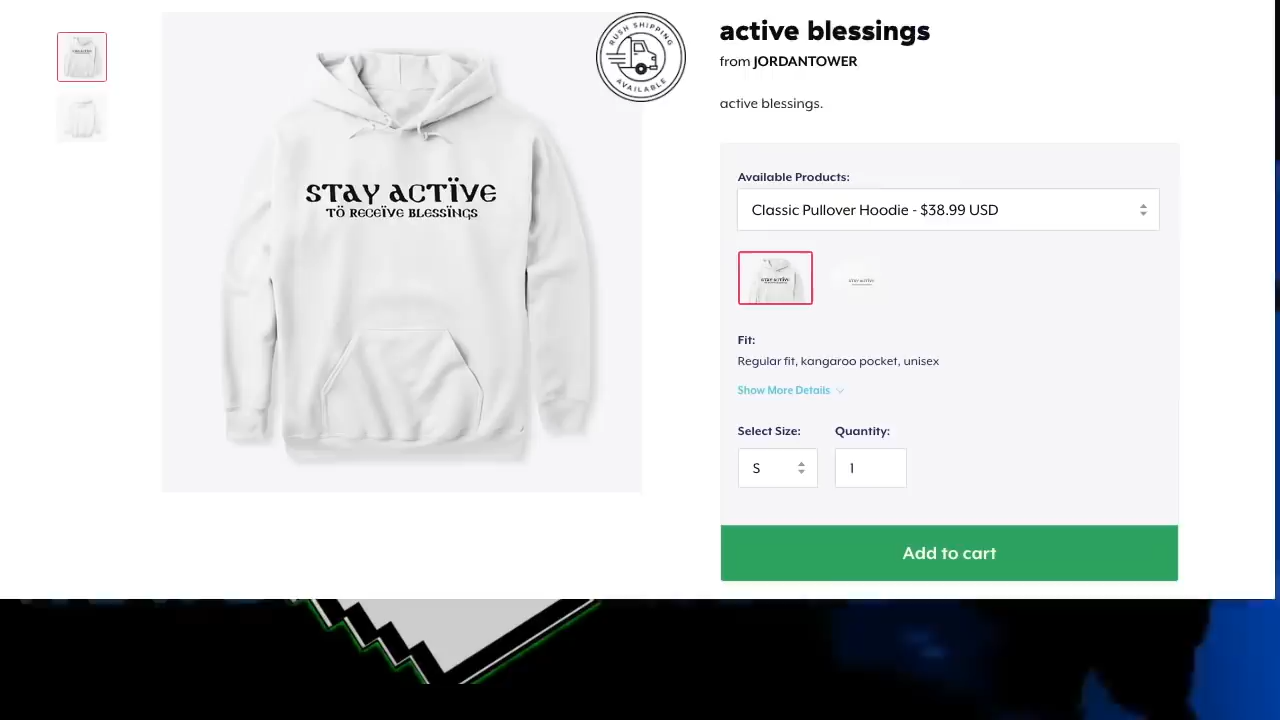 RUSH SHIPPING
AVAILABLE
STAY ACTÏVE
TÖ RECEÏVE BLESSÏNGS
active blessings
from JORDANTOWER
active blessings.
Available Products:
Classic Pullover Hoodie - $38.99 USD
STAY ACTÏVE
Fit:
Regular fit, kangaroo pocket, unisex
Show More Details
Select Size: Quantity:
S 1
Add to cart